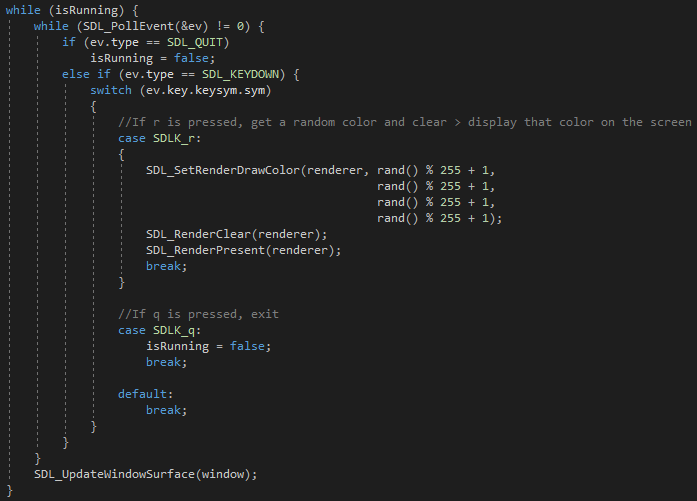 while (isRunning) {
    while (SDL_PollEvent(&ev) != 0) {
        if (ev.type == SDL_QUIT)
            isRunning = false;
        else if (ev.type == SDL_KEYDOWN) {
            switch (ev.key.keysym.sym)
            {
                //If r is pressed, get a random color and clear > display that color on the screen
                case SDLK_r:
                {
                    SDL_SetRenderDrawColor(renderer, rand() % 255 + 1,
                                                     rand() % 255 + 1,
                                                     rand() % 255 + 1,
                                                     rand() % 255 + 1);
                    SDL_RenderClear(renderer);
                    SDL_RenderPresent(renderer);
                    break;
                }

                //If q is pressed, exit
                case SDLK_q:
                    isRunning = false;
                    break;

                default:
                    break;
            }
        }
    }
    SDL_UpdateWindowSurface(window);
}